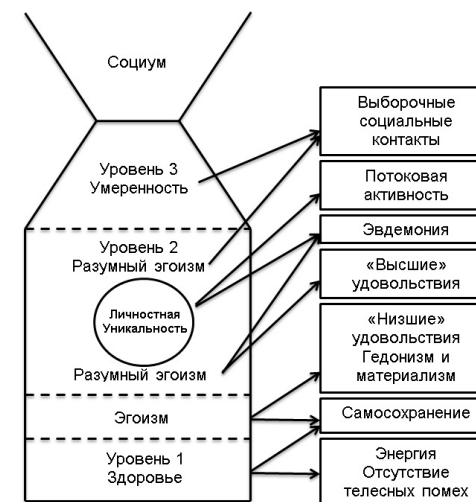 Социум
Уровень 3
Умеренность
Уровень 2
Разумный эгоизм
Личностная
Уникальность
Разумный эгоизм
Эгоизм
Уровень 1
Здоровье
Выборочные
социальные
контакты
Потоковая
активность
Эвдемония
«Высшие»
удовольствия
«Низшие»
удовольствия
Гедонизм и
материализм
Самосохранение
Энергия
Отсутствие
телесных помех